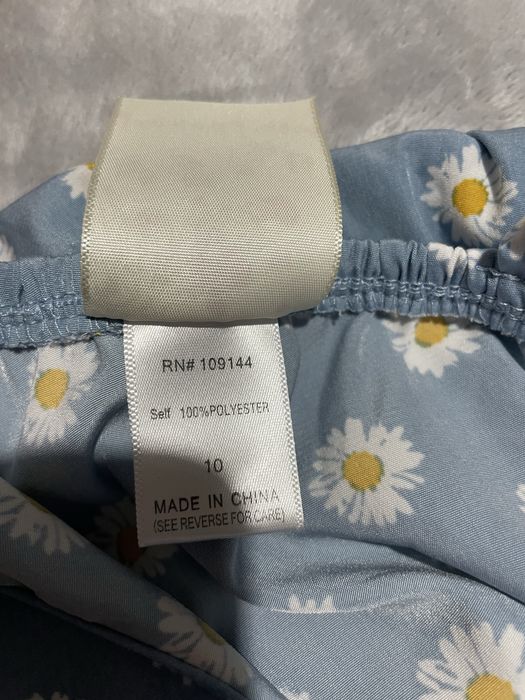 RN# 109144
Self 100%POLYESTER
10
MADE IN CHINA
(SEE REVERSE FOR CARE)